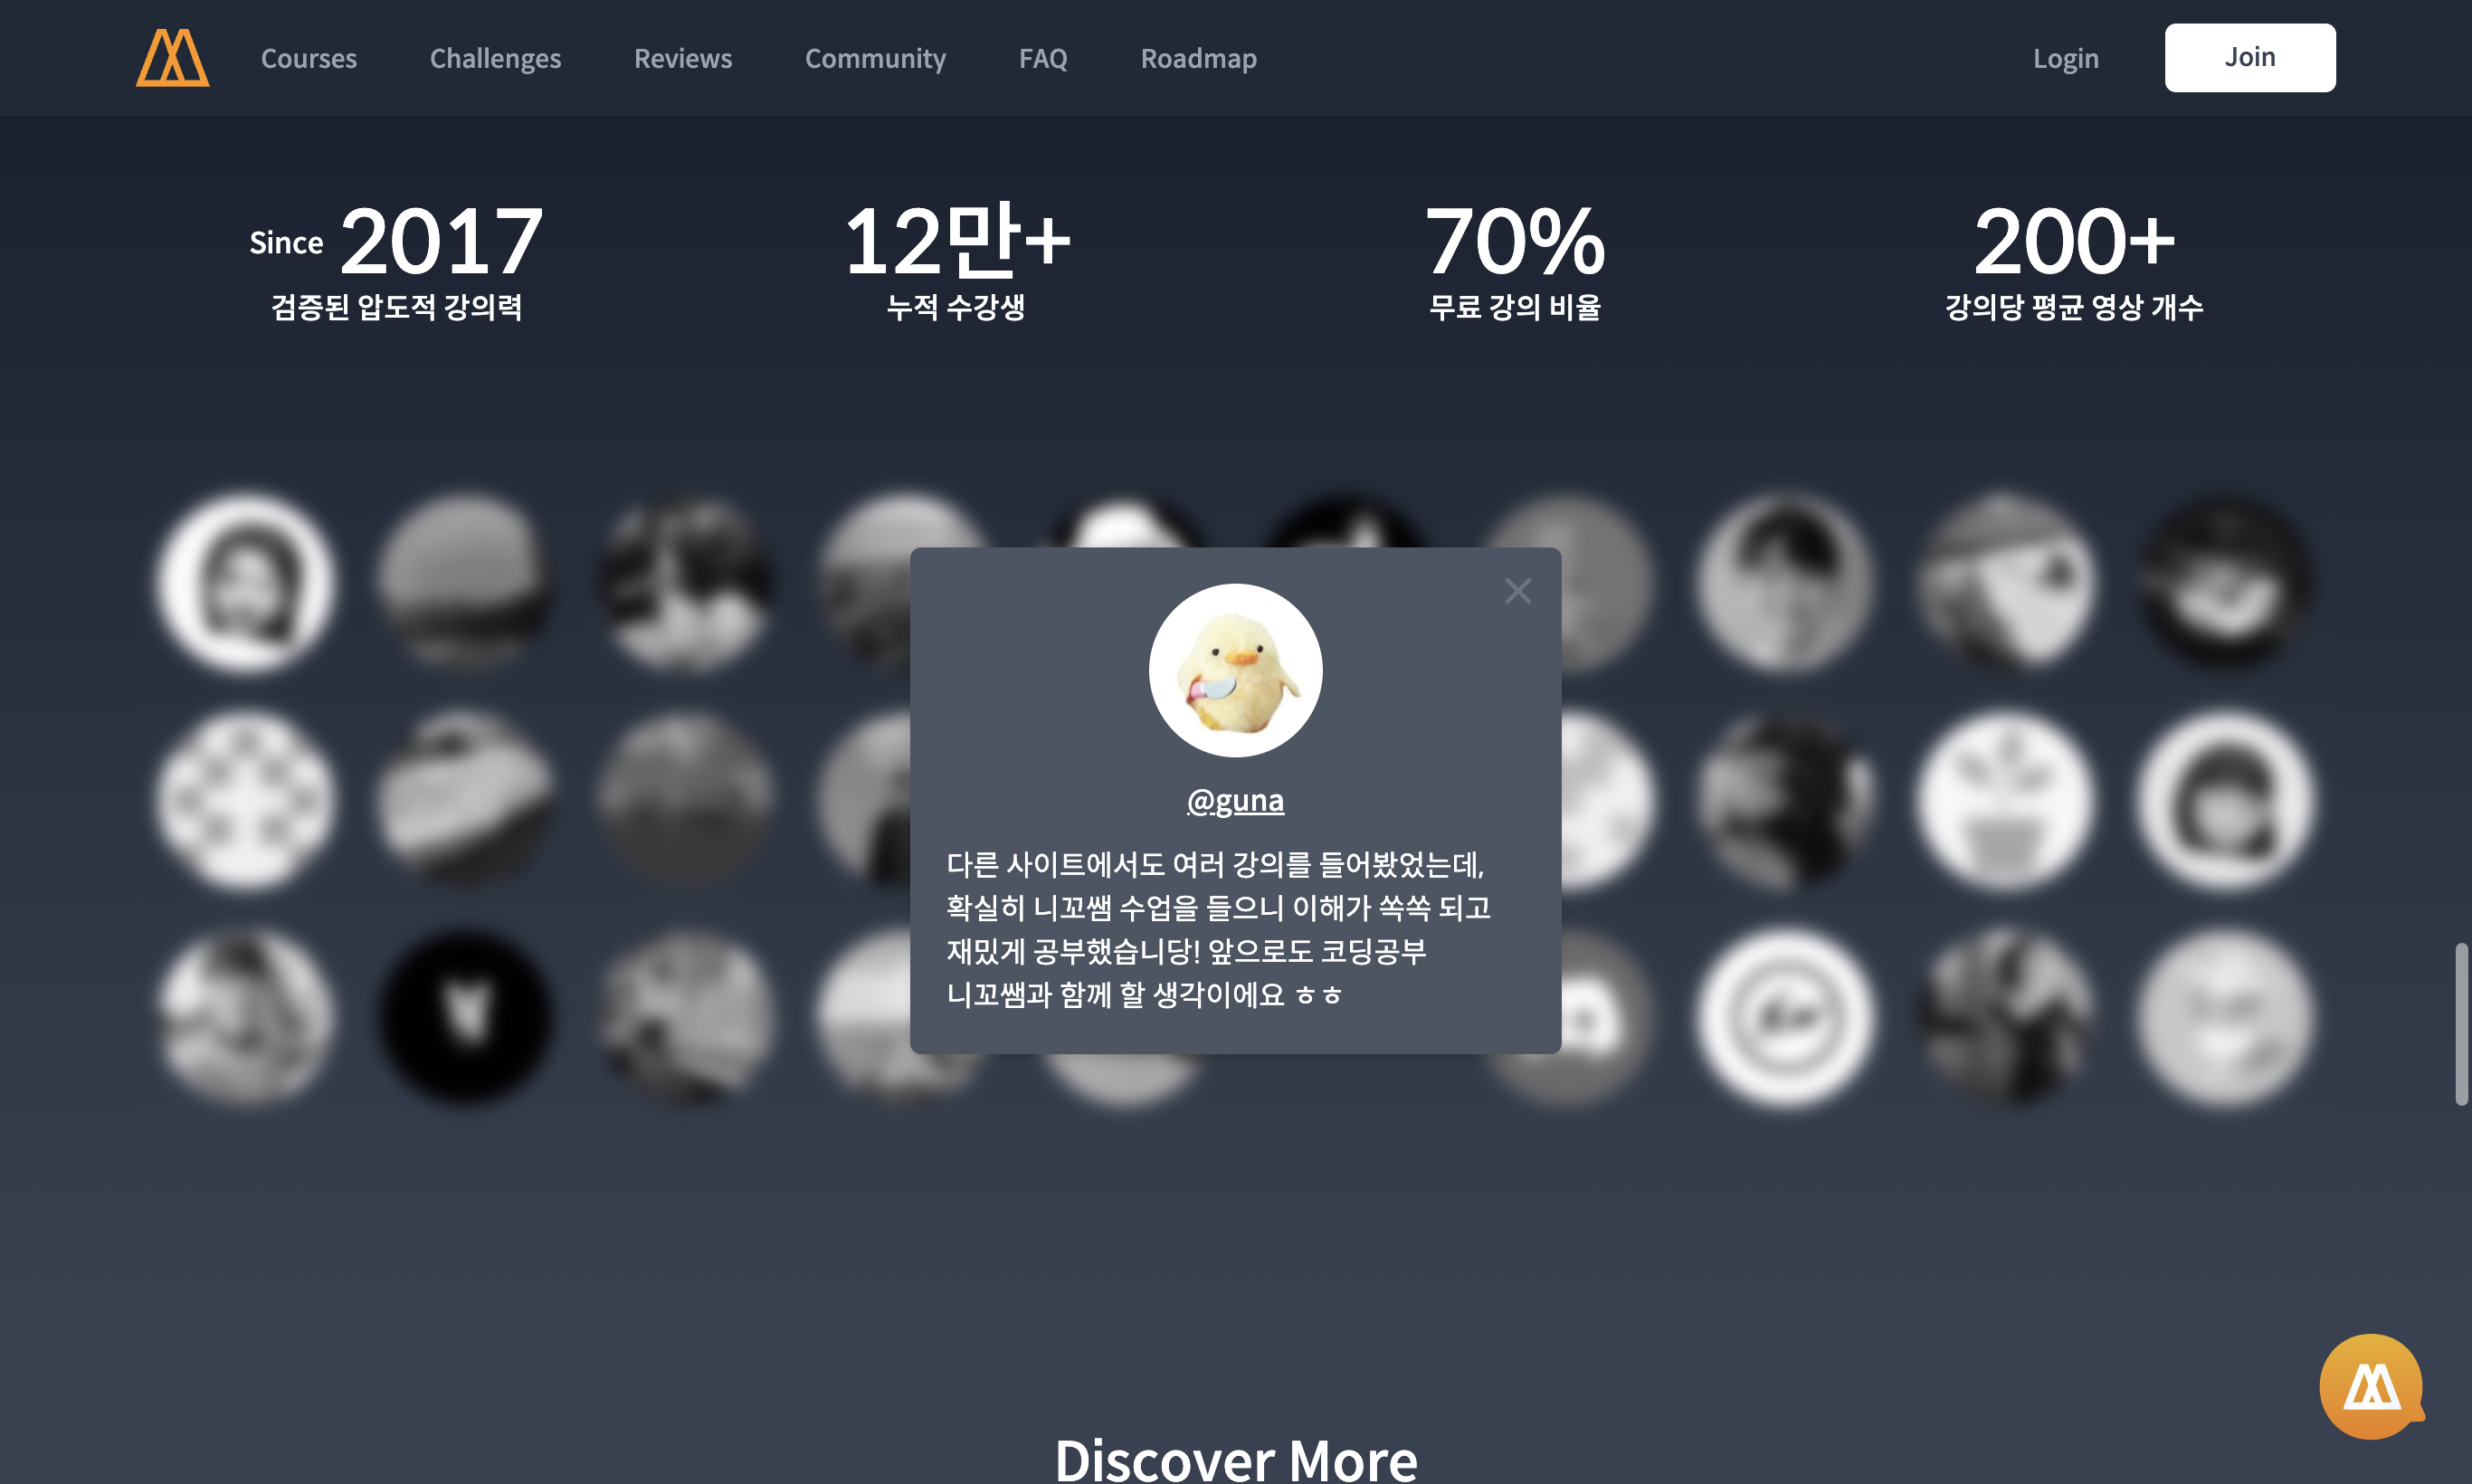 Courses Challenges Reviews Community FAQ Roadmap Login Join
Since 2017 12만+ 70% 200+
검증된 압도적 강의력 누적 수강생 무료 강의 비율 강의당 평균 영상 개수
@guna
다른 사이트에서도 여러 강의를 들어봤었는데,
확실히 니꼬쌤 수업을 들으니 이해가 쏙쏙 되고
재밌게 공부했습니당! 앞으로도 코딩공부
니꼬쌤과 함께 할 생각이에요 ㅎㅎ
Discover More